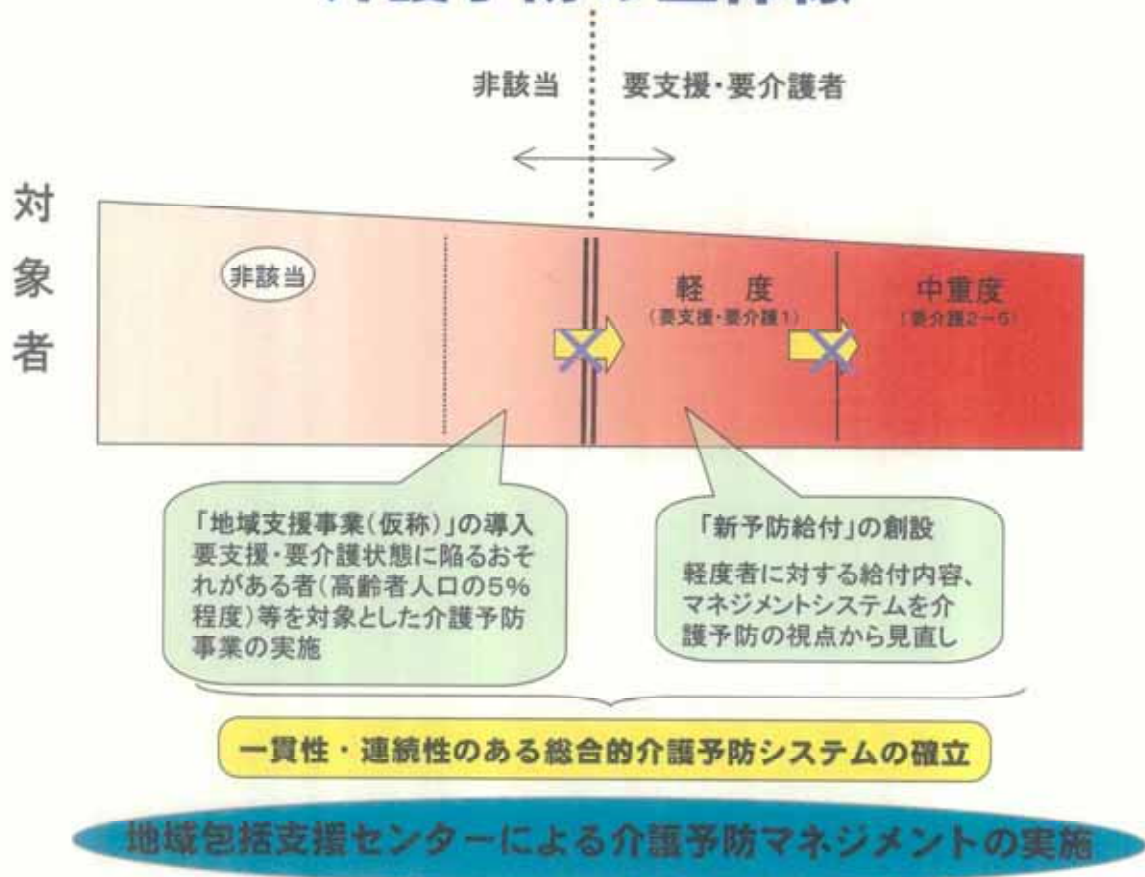 非該当
要支援・要介護者
対象者
非該当
軽 度
(要支援・要介護1)
中重度
(要介護2-5)
「地域支援事業(仮称)」の導入
要支援・要介護状態に陥るおそ
れがある者(高齢者人口の5%
程度)等を対象とした介護予防
事業の実施
「新予防給付」の創設
軽度者に対する給付内容、
マネジメントシステムを介
護予防の視点から見直し
一貫性・連続性のある総合的介護予防システムの確立
地域包括支援センターによる介護予防マネジメントの実施